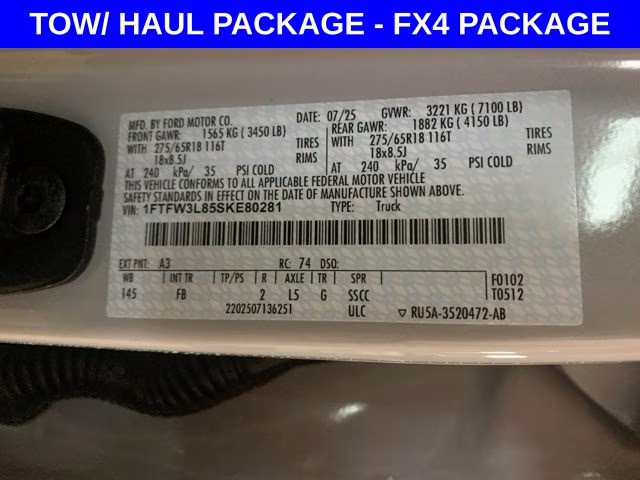 TOW/ HAUL PACKAGE - FX4 PACKAGE
MFD. BY FORD MOTOR CO. DATE: 07/25 GVWR: 3221 KG ( 7100 LB)
FRONT GAWR: 1565 KG ( 3450 LB) REAR GAWR: 1882 KG ( 4150 LB)
WITH 275/65R18 116T TIRES WITH 275/65R18 116T TIRES
18x8.5J RIMS 18x8.5J RIMS
AT 240 kPa/ 35 PSI COLD AT 240 kPa/ 35 PSI COLD
THIS VEHICLE CONFORMS TO ALL APPLICABLE FEDERAL MOTOR VEHICLE
SAFETY STANDARDS IN EFFECT ON THE DATE OF MANUFACTURE SHOWN ABOVE.
VIN: 1FTFW3L85SKE80281 TYPE: Truck
EXT PNT: A3 RC: 74 DSO:
WB INT TR TP/PS R AXLE TR SPR F0102
145 FB 2 L5 G SSCC T0512
2202507136251 ULC ▽ RU5A-3520472-AB